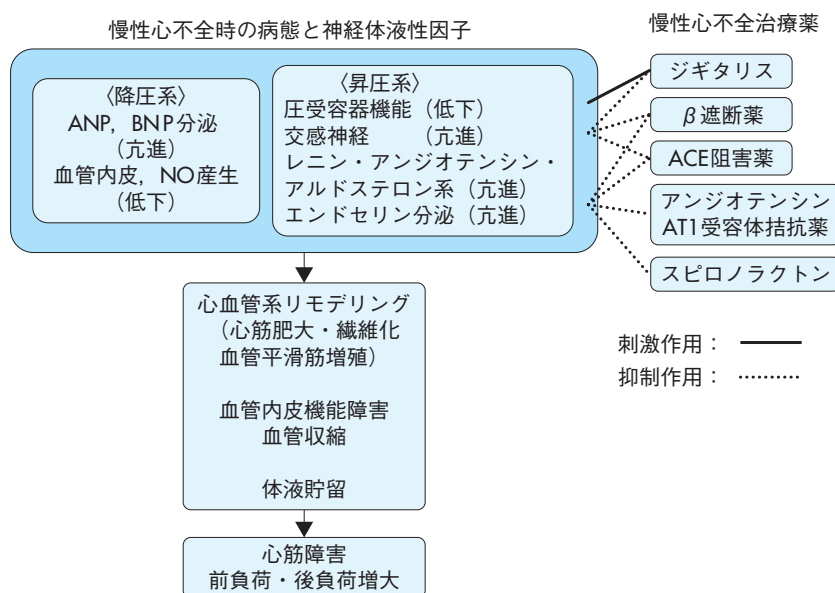 慢性心不全時の病態と神経体液性因子
慢性心不全治療薬
〈降圧系〉
ANP，BNP分泌
(亢進)
血管内皮，NO産生
(低下)
〈昇圧系〉
圧受容器機能（低下）
交感神経　　（亢進）
レニン・アンジオテンシン・
アルドステロン系（亢進）
エンドセリン分泌（亢進）
ジギタリス
β遮断薬
ACE阻害薬
アンジオテンシン
AT1受容体拮抗薬
スピロノラクトン
心血管系リモデリング
（心筋肥大・繊維化
血管平滑筋増殖）
血管内皮機能障害
血管収縮
体液貯留
刺激作用：
抑制作用：
心筋障害
前負荷・後負荷増大